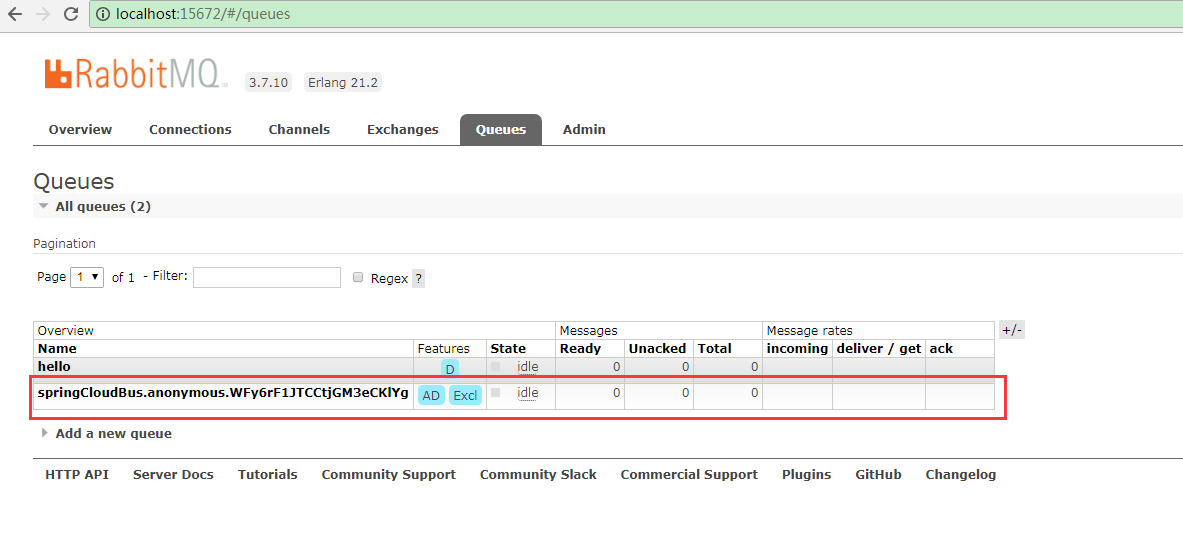 localhost:15672/#/queues
RabbitMQ TM 3.7.10 Erlang 21.2
Overview Connections Channels Exchanges Queues Admin
Queues
All queues (2)
Pagination
Page 1 of 1 - Filter: Regex ?
Overview Messages Message rates +/-
Name Features State Ready Unacked Total incoming deliver / get ack
hello D idle 0 0 0
springCloudBus.anonymous.WFy6rF1JTCCtjGM3eCKlYg AD Excl idle 0 0 0
Add a new queue
HTTP API Server Docs Tutorials Community Support Community Slack Commercial Support Plugins GitHub Changelog